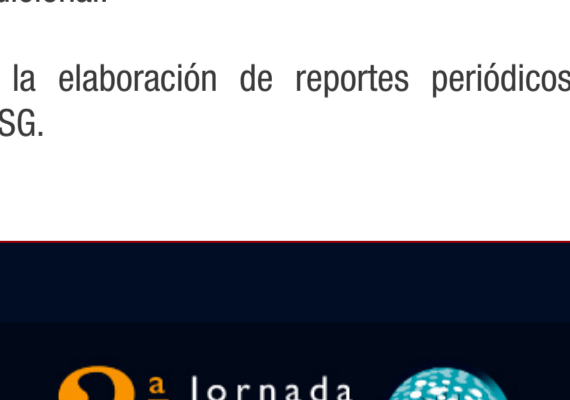 la elaboración de reportes periódicos
SG.
ª Jornada